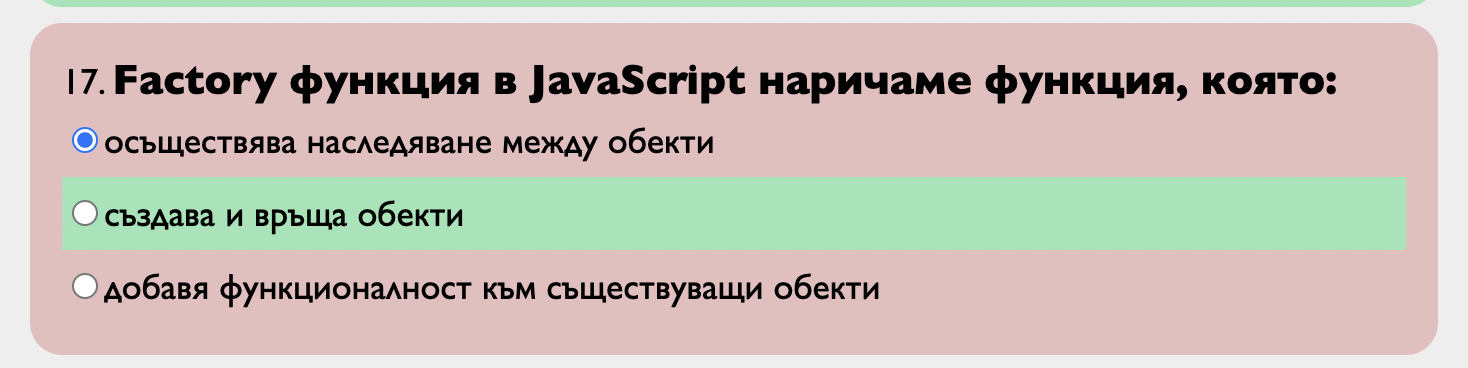 17. Factory функция в JavaScript наричаме функция, която:
осъществява наследяване между обекти
създава и връща обекти
добавя функционалност към съществуващи обекти